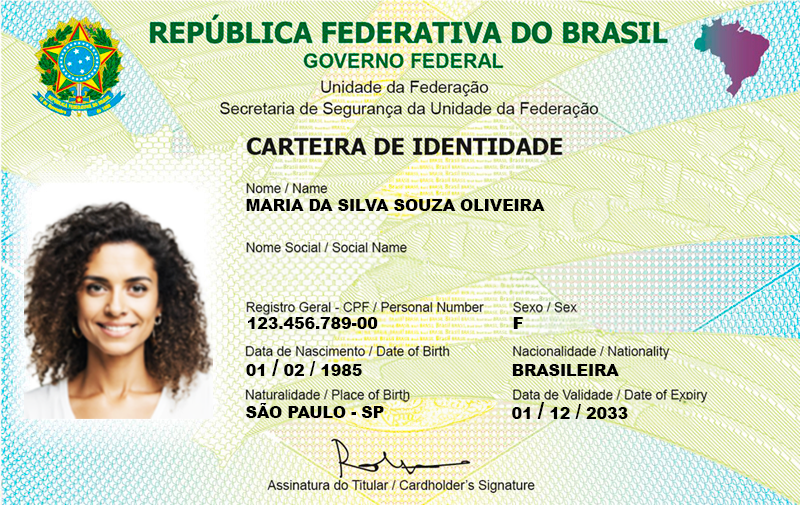 REPÚBLICA FEDERATIVA DO BRASIL
GOVERNO FEDERAL
Unidade da Federação
Secretaria de Segurança da Unidade da Federação
CARTEIRA DE IDENTIDADE
Nome / Name
MARIA DA SILVA SOUZA OLIVEIRA
Nome Social / Social Name
Registro Geral - CPF / Personal Number
Sexo / Sex
123.456.789-00
F
Data de Nascimento / Date of Birth
Nacionalidade / Nationality
01 / 02 / 1985
BRASILEIRA
Naturalidade / Place of Birth
Data de Validade / Date of Expiry
SÃO PAULO - SP
01 / 12 / 2033
Assinatura do Titular / Cardholder's Signature